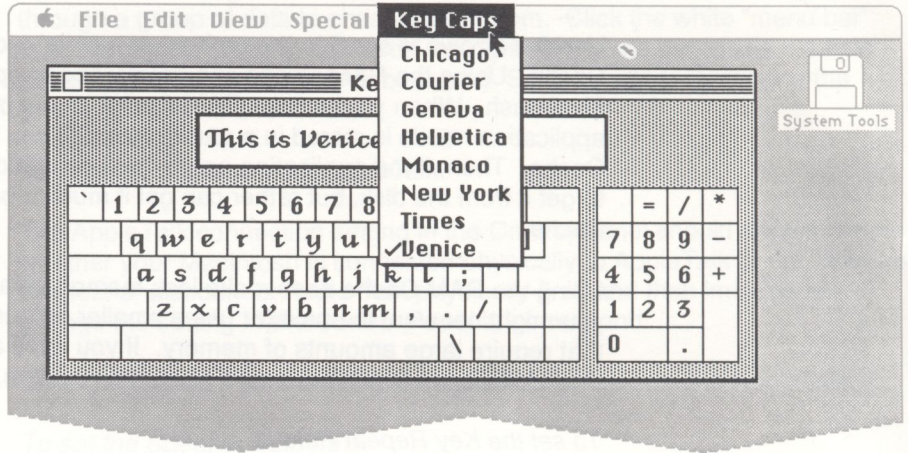 File Edit View Special Key Caps
Chicago
Courier
Geneva
Helvetica
Monaco
New York
Times
✓Venice
System Tools
Ke
This is Venice
` 1 2 3 4 5 6 7 8
q w e r t y u
a s d f g h j k l ; '
z x c v b n m , . /
\
= / *
7 8 9 -
4 5 6 +
1 2 3
0 .